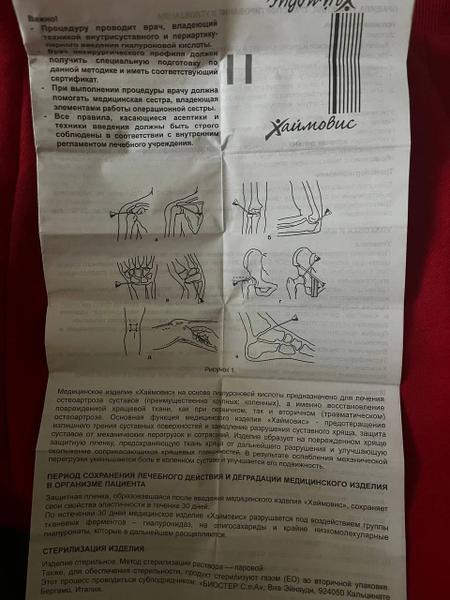 Важно!
- Процедуру проводит врач, владеющий
техникой внутрисуставного и периартику-
лярного введения гиалуроновой кислоты.
- Врач нехирургического профиля должен
получить специальную подготовку по
данной методике и иметь соответствующий
сертификат.
- При выполнении процедуры врачу должна
помогать медицинская сестра, владеющая
элементами работы операционной сестры.
- Все правила, касающиеся асептики и
техники введения должны быть строго
соблюдены в соответствии с внутренним
регламентом лечебного учреждения.
Хаймовис
а
б
в
г
д
е
Рисунок 1.
Медицинское изделие «Хаймовис» на основе гиалуроновой кислоты предназначено для лечения
остеоартроза суставов (преимущественно крупных: коленных), а именно восстановление
поврежденной хрящевой ткани, как при первичном, так и вторичном (травматическом)
остеоартрозе. Основная функция медицинского изделия «Хаймовис» - предотвращение
излишнего трения суставных поверхностей и замедление разрушения суставного хряща, защита
суставов от механических перегрузок и сотрясений. Изделия образует на поврежденном хряще
защитную пленку, предохраняющую ткань хряща от дальнейшего разрушения и улучшающую
скольжение соприкасающихся хрящевых поверхностей. В результате ослабления механической
перегрузки уменьшается боль в коленном суставе и улучшается его подвижность.
ПЕРИОД СОХРАНЕНИЯ ЛЕЧЕБНОГО ДЕЙСТВИЯ И ДЕГРАДАЦИИ МЕДИЦИНСКОГО ИЗДЕЛИЯ
В ОРГАНИЗМЕ ПАЦИЕНТА
Защитная пленка, образовавшаяся после введения медицинского изделия «Хаймовис», сохраняет
свои свойства эластичности в течение 30 дней.
По истечении 30 дней медицинское изделие «Хаймовис» разрушается под воздействием группы
тканевых ферментов – гиалуронидаз, на олигосахариды и крайне низкомолекулярные
гиалуронаты, которые в дальнейшем расщепляются.
СТЕРИЛИЗАЦИЯ ИЗДЕЛИЯ
Изделие стерильное. Метод стерилизации раствора — паровой.
Также, для обеспечения стерильности, продукт стерилизуют газом (ЕО) во вторичной упаковке.
Этот процесс проводиться субподрядчиком: «БИОСТЕР С.п.А», Виа Эйнауди, 924050 Кальцинате
Бергамо, Италия.